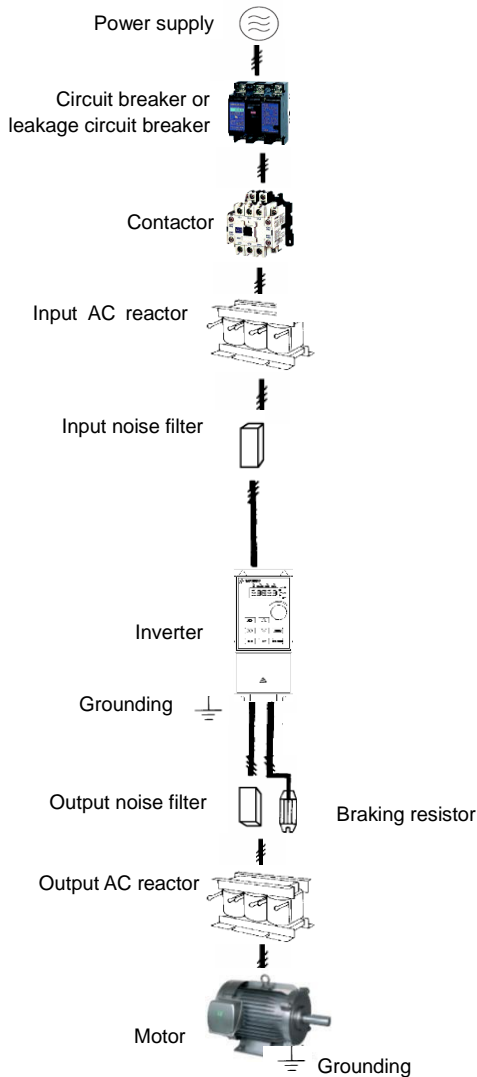 Power supply
Circuit breaker or
leakage circuit breaker
Contactor
Input AC reactor
Input noise filter
Inverter
Grounding
Output noise filter
Braking resistor
Output AC reactor
Motor
Grounding